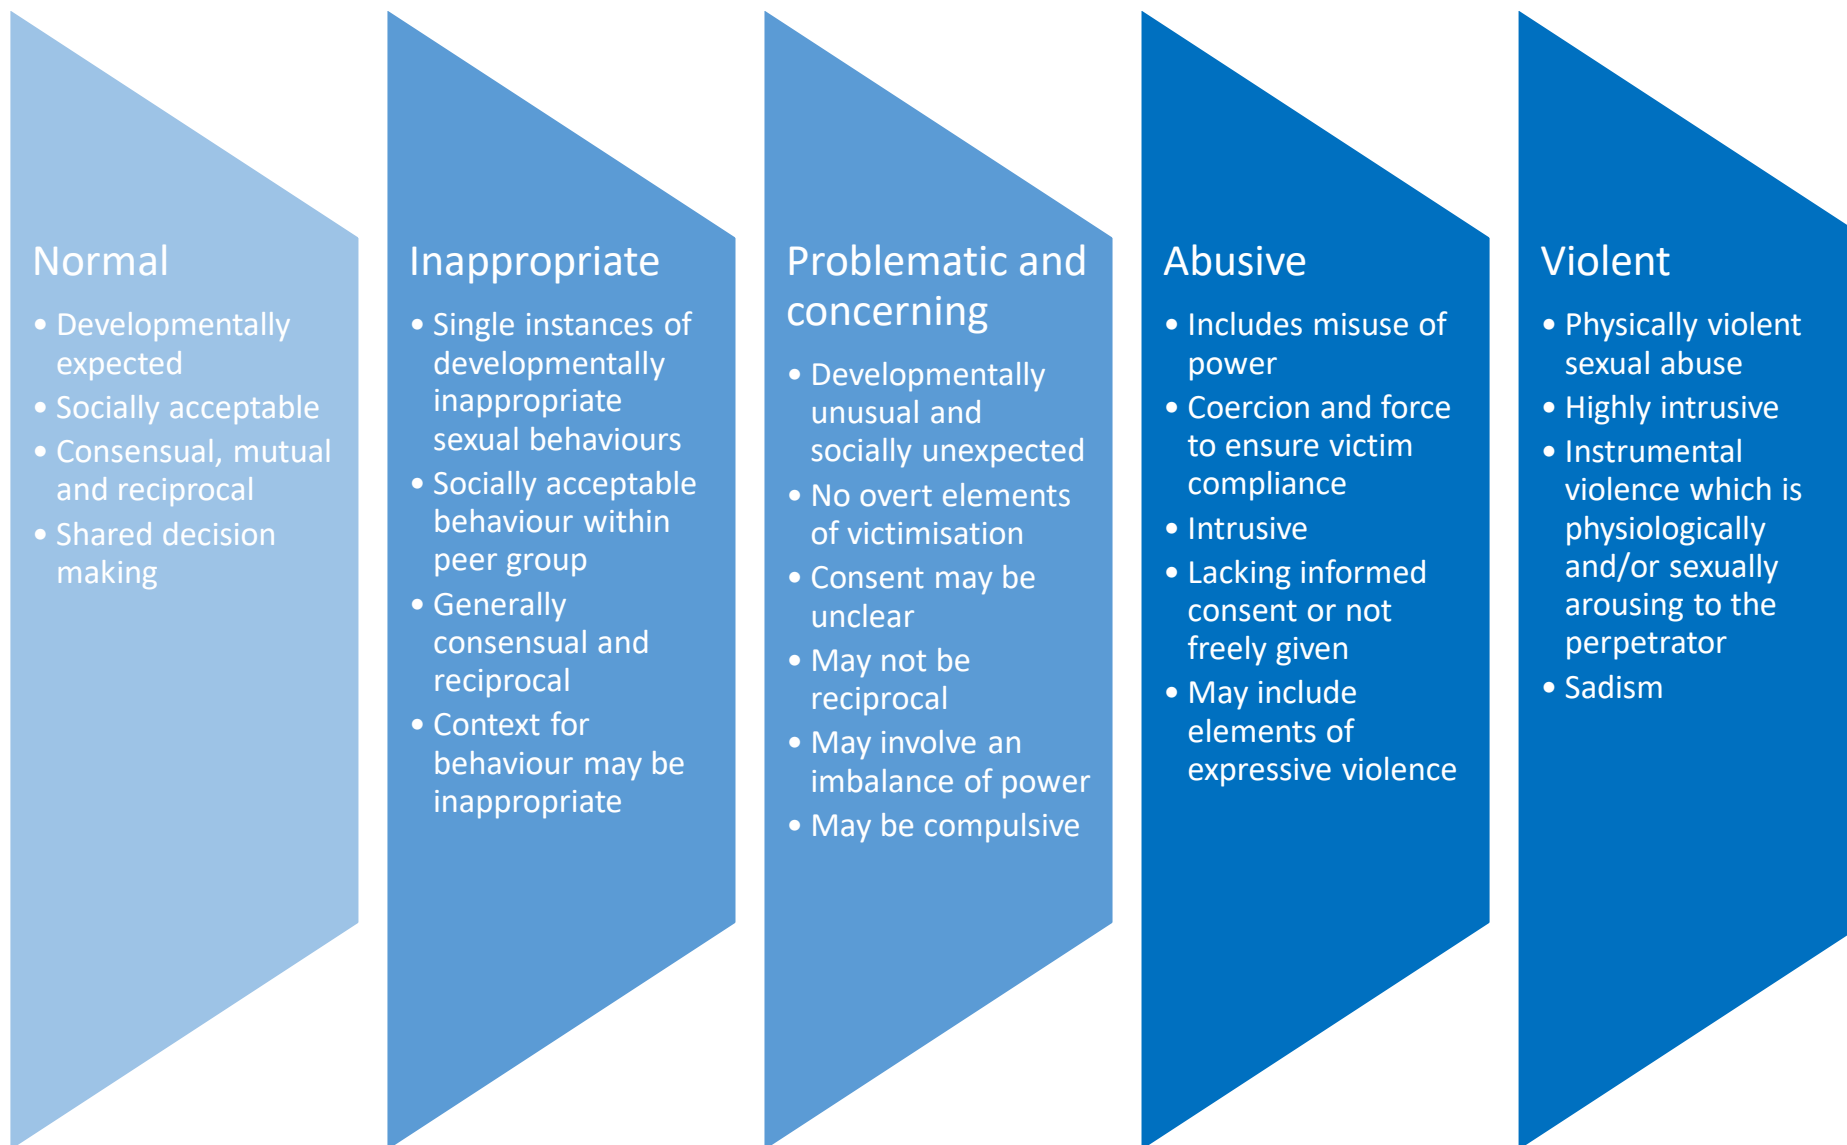 Normal
• Developmentally
expected
• Socially acceptable
• Consensual, mutual
and reciprocal
• Shared decision
making
Inappropriate
• Single instances of
developmentally
inappropriate
sexual behaviours
• Socially acceptable
behaviour within
peer group
• Generally
consensual and
reciprocal
• Context for
behaviour may be
inappropriate
Problematic and
concerning
• Developmentally
unusual and
socially unexpected
• No overt elements
of victimisation
• Consent may be
unclear
• May not be
reciprocal
• May involve an
imbalance of power
• May be compulsive
Abusive
• Includes misuse of
power
• Coercion and force
to ensure victim
compliance
• Intrusive
• Lacking informed
consent or not
freely given
• May include
elements of
expressive violence
Violent
• Physically violent
sexual abuse
• Highly intrusive
• Instrumental
violence which is
physiologically
and/or sexually
arousing to the
perpetrator
• Sadism